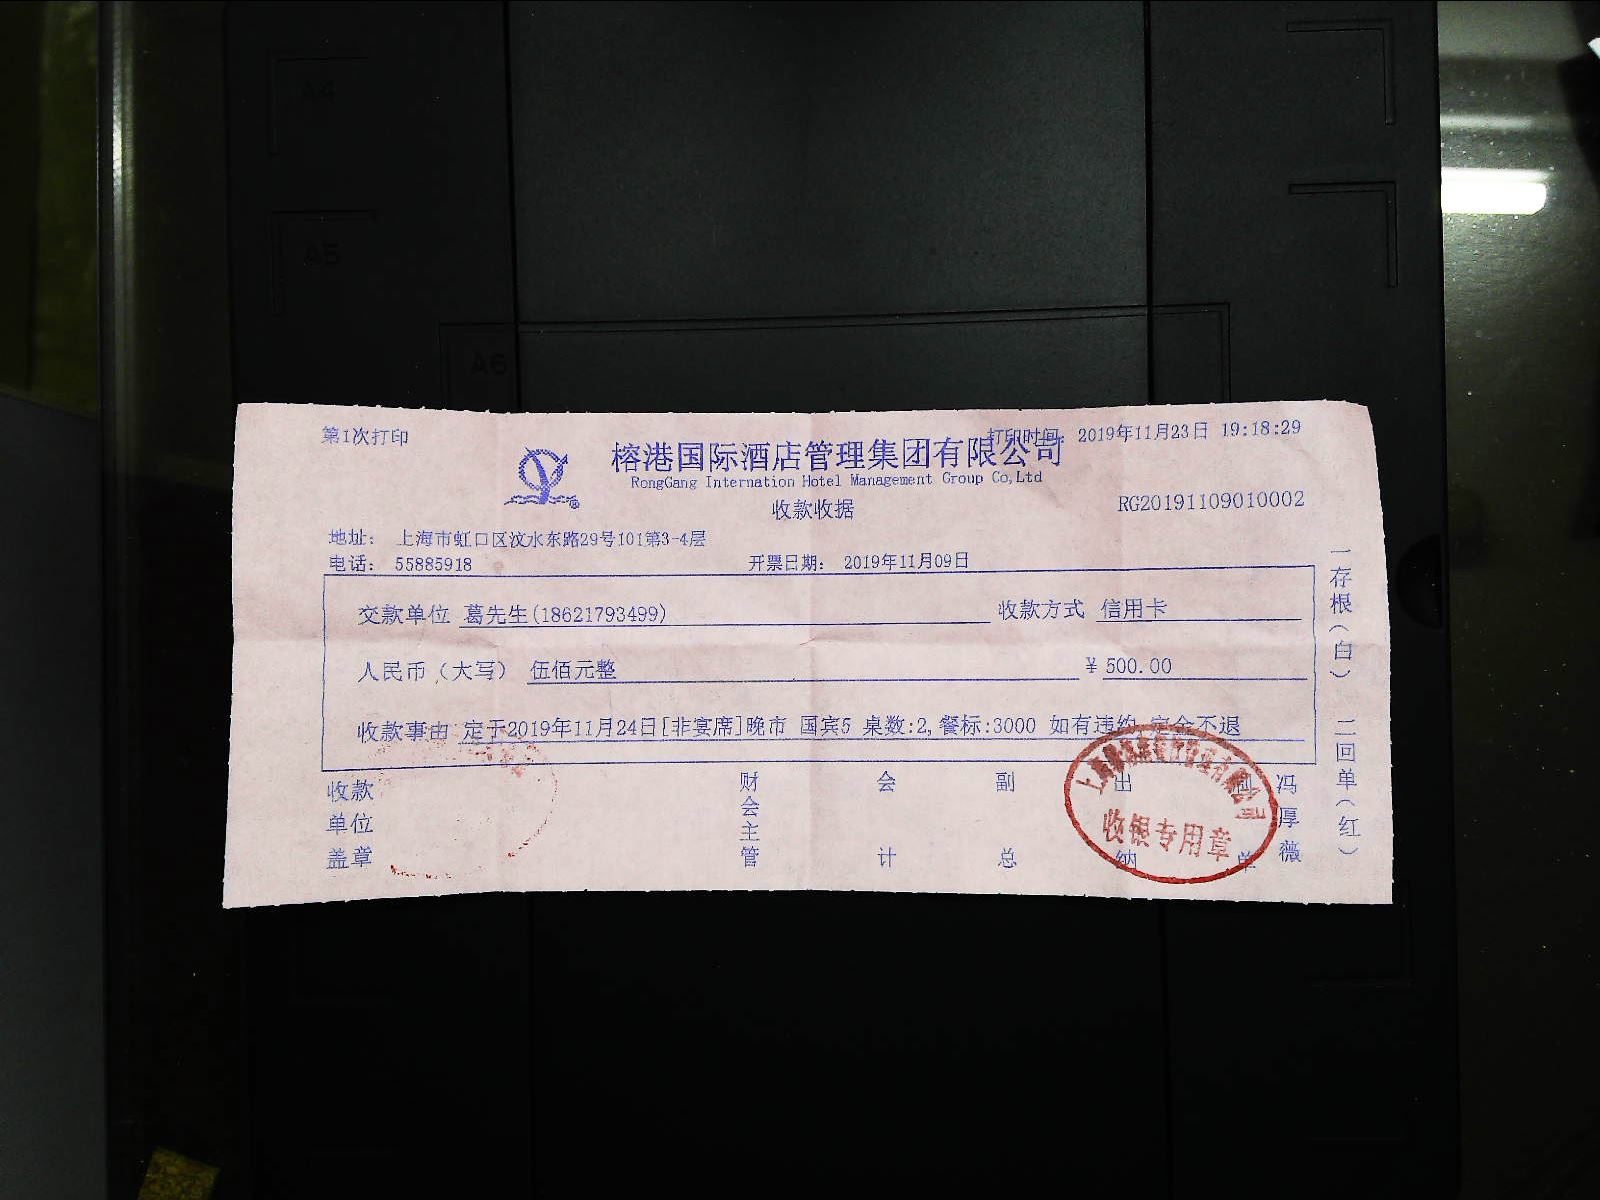 A4
A5
A6
第1次打印
打印时间: 2019年11月23日 19:18:29
榕港国际酒店管理集团有限公司
RongGang Internation Hotel Management Group Co,Ltd
收款收据
RG20191109010002
地址: 上海市虹口区汶水东路29号101第3-4层
电话: 55885918
开票日期: 2019年11月09日
交款单位 葛先生(18621793499)
收款方式 信用卡
人民币(大写) 伍佰元整
¥ 500.00
收款事由 定于2019年11月24日[非宴席]晚市 国宾5 桌数:2,餐标:3000 如有违约 定金不退
收款单位盖章
财会主管
会计
副总
出纳
单
冯厚薇
收银专用章
一存根(白) 二回单(红)